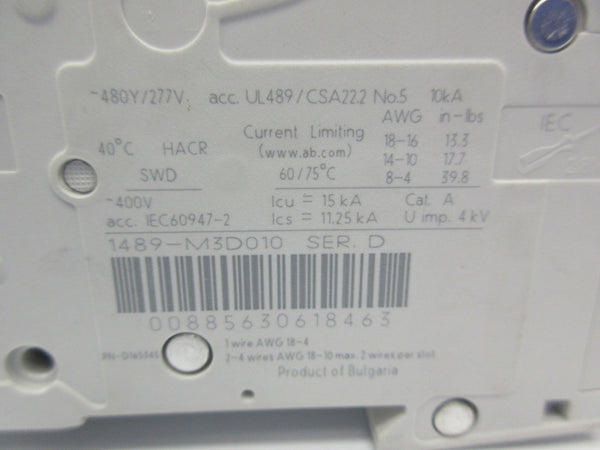 ~480Y/277V, acc. UL489/CSA22.2 No.5 10kA
AWG in-lbs
40°C HACR Current Limiting 18-16 13.3
(www.ab.com) 14-10 17.7
SWD 60/75°C 8-4 39.8
IEC
~400V Icu = 15 kA Cat. A
acc. IEC60947-2 Ics = 11.25 kA U imp. 4 kV
1489-M3D010 SER. D
00885630618463
1 wire AWG 18-4
2-4 wires AWG 18-10 max. 2 wires per slot
Product of Bulgaria